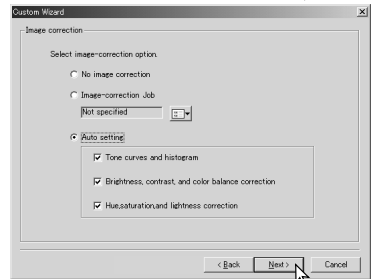 Custom Wizard
Image correction
Select image-correction option.
No image correction
Image-correction Job
Not specified
Auto setting
Tone curves and histogram
Brightness, contrast, and color balance correction
Hue,saturation,and lightness correction
< Back Next > Cancel